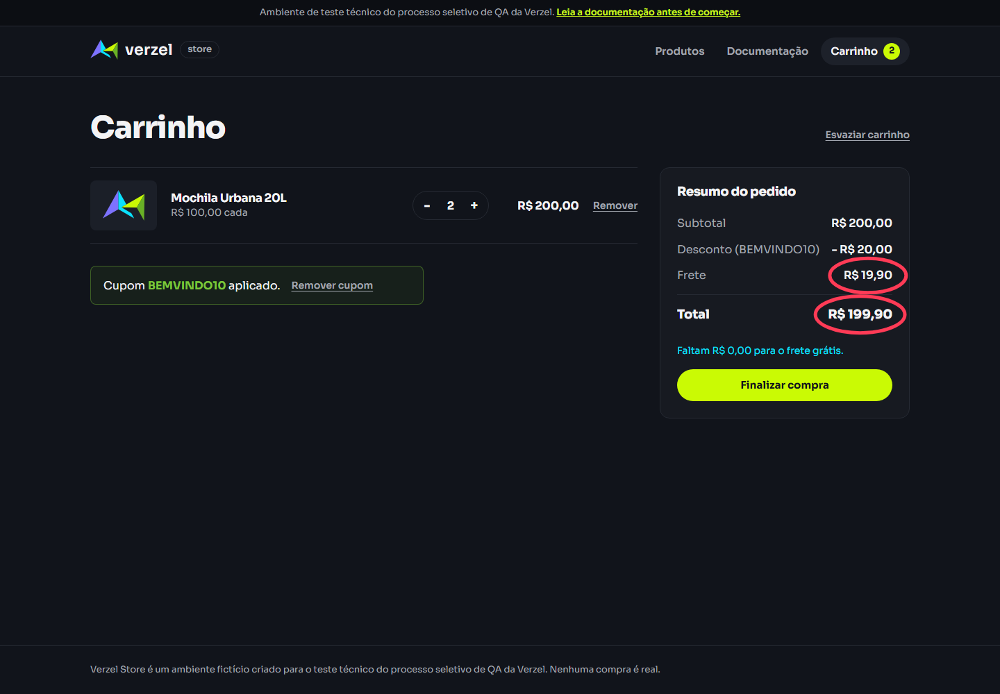 Ambiente de teste técnico do processo seletivo de QA da Verzel. Leia a documentação antes de começar.
verzel store
Produtos Documentação Carrinho 2
Carrinho
Esvaziar carrinho
Mochila Urbana 20L
R$ 100,00 cada
- 2 + R$ 200,00 Remover
Cupom BEMVINDO10 aplicado. Remover cupom
Resumo do pedido
Subtotal R$ 200,00
Desconto (BEMVINDO10) - R$ 20,00
Frete R$ 19,90
Total R$ 199,90
Faltam R$ 0,00 para o frete grátis.
Finalizar compra
Verzel Store é um ambiente fictício criado para o teste técnico do processo seletivo de QA da Verzel. Nenhuma compra é real.